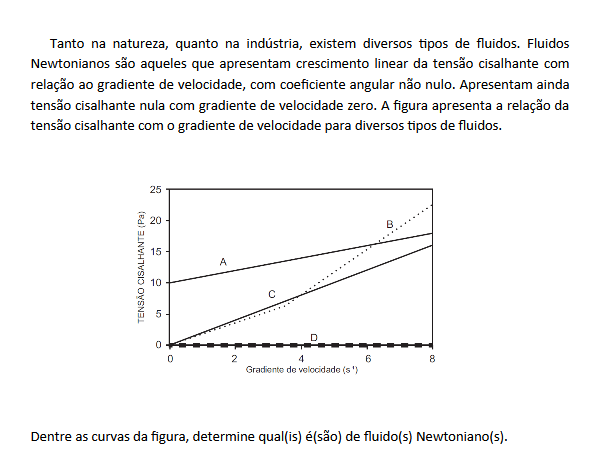 Tanto na natureza, quanto na indústria, existem diversos tipos de fluidos. Fluidos
Newtonianos são aqueles que apresentam crescimento linear da tensão cisalhante com
relação ao gradiente de velocidade, com coeficiente angular não nulo. Apresentam ainda
tensão cisalhante nula com gradiente de velocidade zero. A figura apresenta a relação da
tensão cisalhante com o gradiente de velocidade para diversos tipos de fluidos.
25
20
15
10
5
0
TENSÃO CISALHANTE (Pa)
A
B
C
D
0 2 4 6 8
Gradiente de velocidade (s⁻¹)
Dentre as curvas da figura, determine qual(is) é(são) de fluido(s) Newtoniano(s).